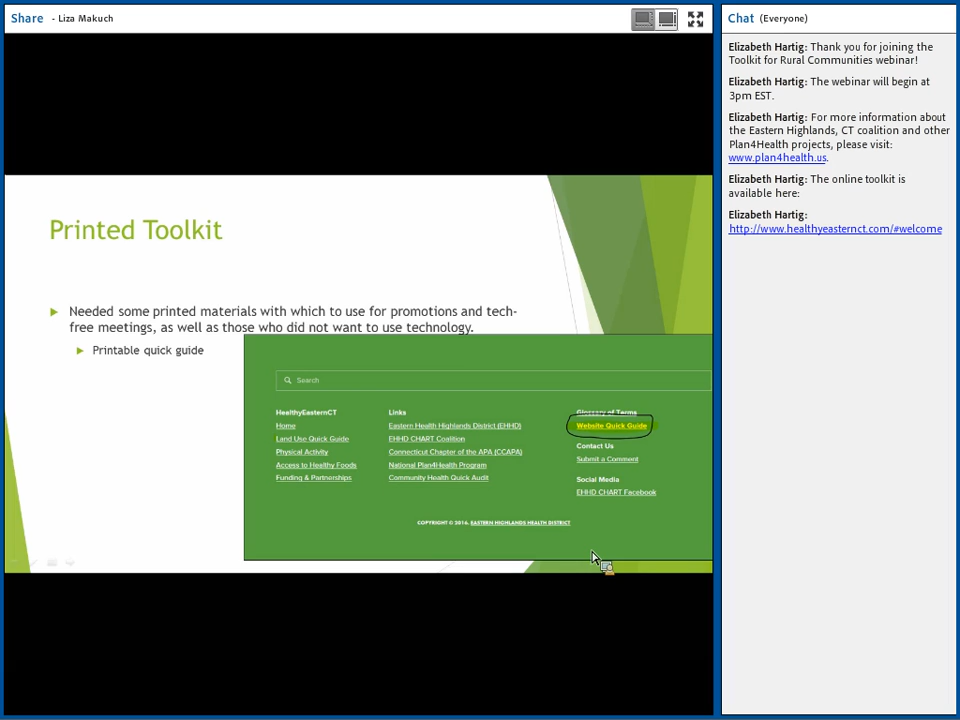 Share - Liza Makuch
Printed Toolkit
Needed some printed materials with which to use for promotions and tech-
free meetings, as well as those who did not want to use technology.
Printable quick guide
Search
HealthyEasternCT
Home
Land Use Quick Guide
Physical Activity
Access to Healthy Foods
Funding & Partnerships
Links
Eastern Health Highlands District (EHHD)
EHHD CHART Coalition
Connecticut Chapter of the APA (CCAPA)
National Plan4Health Program
Community Health Quick Audit
Glossary of Terms
Website Quick Guide
Contact Us
Submit a Comment
Social Media
EHHD CHART Facebook
COPYRIGHT © 2016. EASTERN HIGHLANDS HEALTH DISTRICT
Chat (Everyone)
Elizabeth Hartig: Thank you for joining the
Toolkit for Rural Communities webinar!
Elizabeth Hartig: The webinar will begin at
3pm EST.
Elizabeth Hartig: For more information about
the Eastern Highlands, CT coalition and other
Plan4Health projects, please visit:
www.plan4health.us.
Elizabeth Hartig: The online toolkit is
available here:
Elizabeth Hartig:
http://www.healthyeasternct.com/#welcome